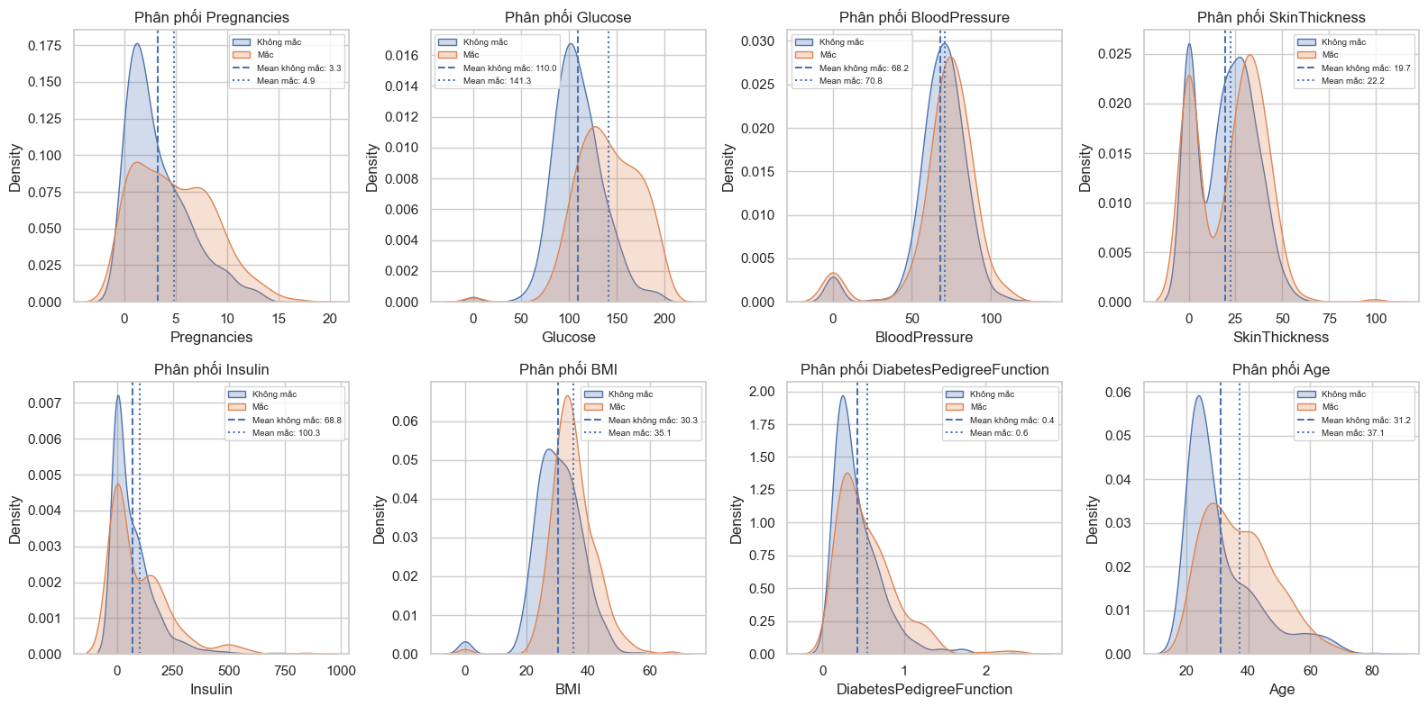 Phân phối Pregnancies
Không mắc
Mắc
Mean không mắc: 3.3
Mean mắc: 4.9
Density
0.175
0.150
0.125
0.100
0.075
0.050
0.025
0.000
0 5 10 15 20
Pregnancies
Phân phối Glucose
Không mắc
Mắc
Mean không mắc: 110.0
Mean mắc: 141.3
Density
0.016
0.014
0.012
0.010
0.008
0.006
0.004
0.002
0.000
0 50 100 150 200
Glucose
Phân phối BloodPressure
Không mắc
Mắc
Mean không mắc: 68.2
Mean mắc: 70.8
Density
0.030
0.025
0.020
0.015
0.010
0.005
0.000
0 50 100
BloodPressure
Phân phối SkinThickness
Không mắc
Mắc
Mean không mắc: 19.7
Mean mắc: 22.2
Density
0.025
0.020
0.015
0.010
0.005
0.000
0 25 50 75 100
SkinThickness
Phân phối Insulin
Không mắc
Mắc
Mean không mắc: 68.8
Mean mắc: 100.3
Density
0.007
0.006
0.005
0.004
0.003
0.002
0.001
0.000
0 250 500 750 1000
Insulin
Phân phối BMI
Không mắc
Mắc
Mean không mắc: 30.3
Mean mắc: 35.1
Density
0.06
0.05
0.04
0.03
0.02
0.01
0.00
0 20 40 60
BMI
Phân phối DiabetesPedigreeFunction
Không mắc
Mắc
Mean không mắc: 0.4
Mean mắc: 0.6
Density
2.00
1.75
1.50
1.25
1.00
0.75
0.50
0.25
0.00
0 1 2
DiabetesPedigreeFunction
Phân phối Age
Không mắc
Mắc
Mean không mắc: 31.2
Mean mắc: 37.1
Density
0.06
0.05
0.04
0.03
0.02
0.01
0.00
20 40 60 80
Age